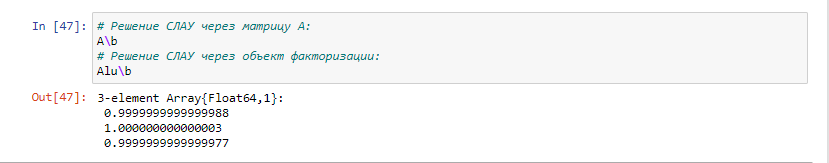 In [47]: # Решение СЛАУ через матрицу A:
A\b
# Решение СЛАУ через объект факторизации:
Alu\b
Out[47]: 3-element Array{Float64,1}:
0.9999999999999988
1.000000000000003
0.9999999999999977